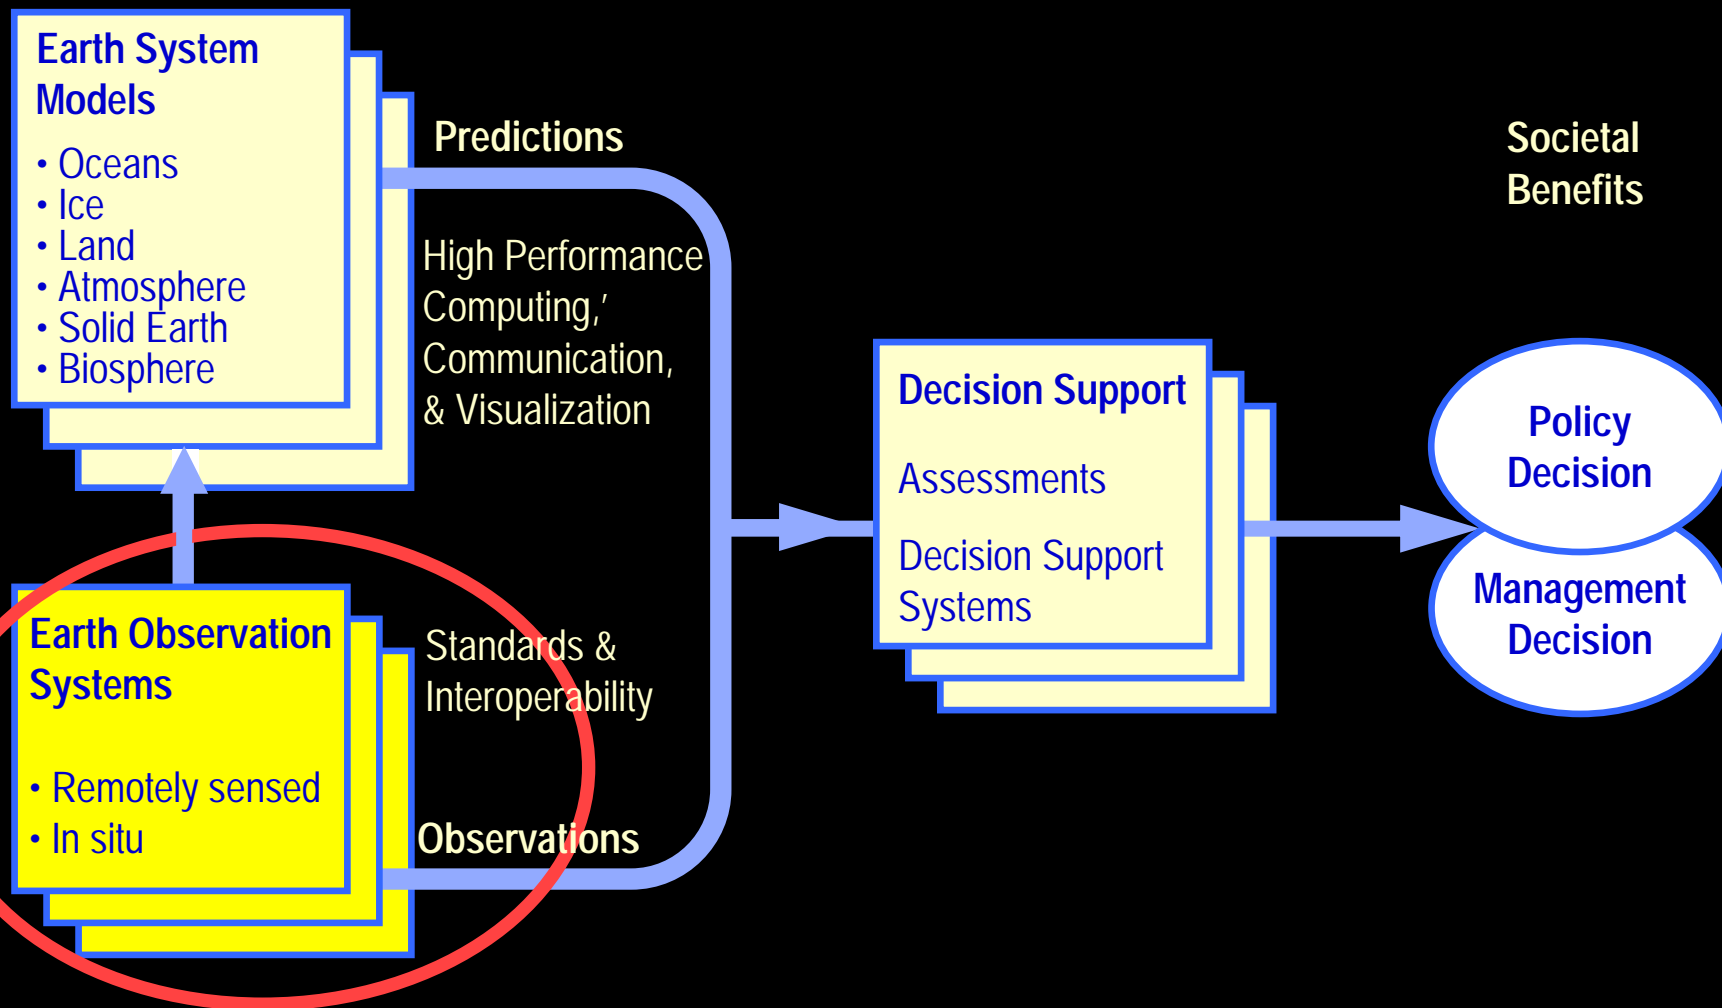 Earth System
Models
• Oceans
• Ice
• Land
• Atmosphere
• Solid Earth
• Biosphere
Predictions
High Performance
Computing,′
Communication,
& Visualization
Societal
Benefits
Decision Support
Assessments
Decision Support
Systems
Policy
Decision
Management
Decision
Earth Observation
Systems
• Remotely sensed
• In situ
Standards &
Interoperability
Observations